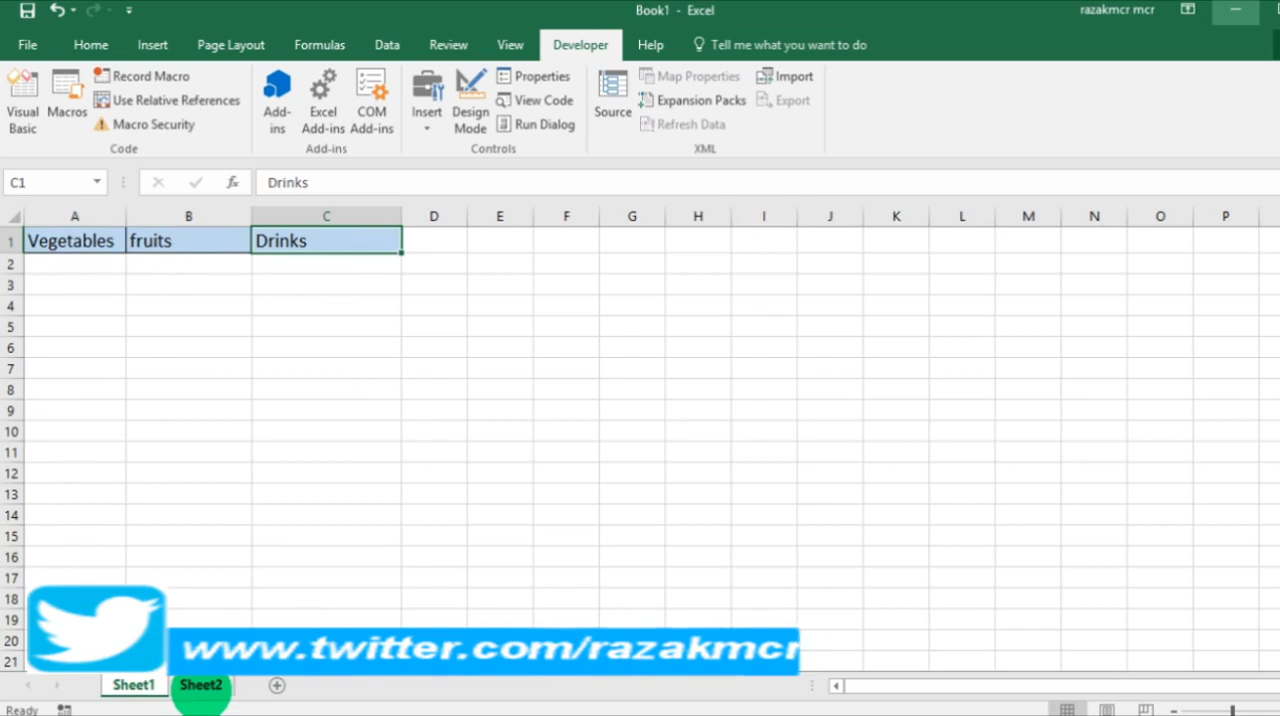 Book1 - Excel
razakmcr mcr
File Home Insert Page Layout Formulas Data Review View Developer Help Tell me what you want to do
Visual Basic
Macros
Record Macro
Use Relative References
Macro Security
Code
Add-ins
Excel Add-ins
COM Add-ins
Add-ins
Insert
Design Mode
Properties
View Code
Run Dialog
Controls
Source
Map Properties
Expansion Packs
Refresh Data
Import
Export
XML
C1
fx
Drinks
A B C D E F G H I J K L M N O P
1 Vegetables fruits Drinks
2
3
4
5
6
7
8
9
10
11
12
13
14
15
16
17
18
19
20
21
www.twitter.com/razakmcr
Sheet1 Sheet2
Ready